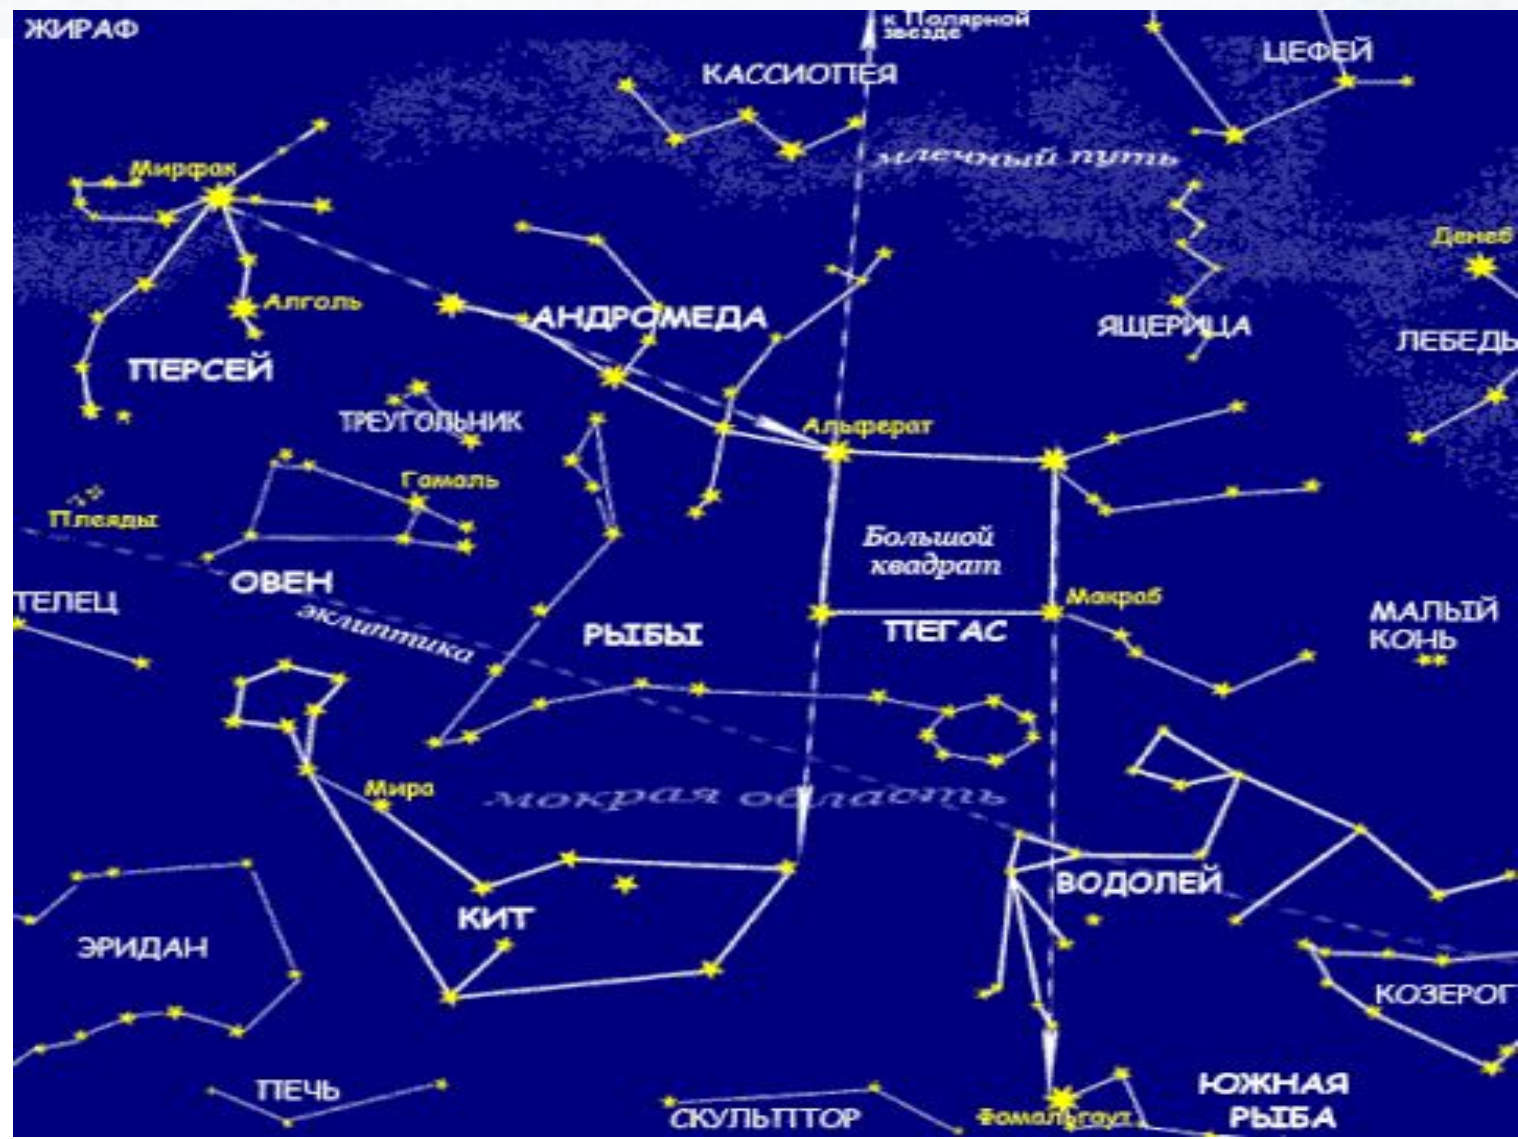 ЖИРАФ
к Полярной
звезде
ЦЕФЕЙ
КАССИОПЕЯ
млечный путь
Мирфак
Денеб
Алголь
АНДРОМЕДА
ЯЩЕРИЦА
ЛЕБЕДЬ
ПЕРСЕЙ
ТРЕУГОЛЬНИК
Альферат
Гамаль
Плеяды
Большой
квадрат
ОВЕН
ТЕЛЕЦ
эклиптика
РЫБЫ
ПЕГАС
Макраб
МАЛЫЙ
КОНЬ
Мира
мокрая область
ВОДОЛЕЙ
КИТ
ЭРИДАН
КОЗЕРОГ
ПЕЧЬ
СКУЛЬПТОР
Фомальгаут
ЮЖНАЯ
РЫБА